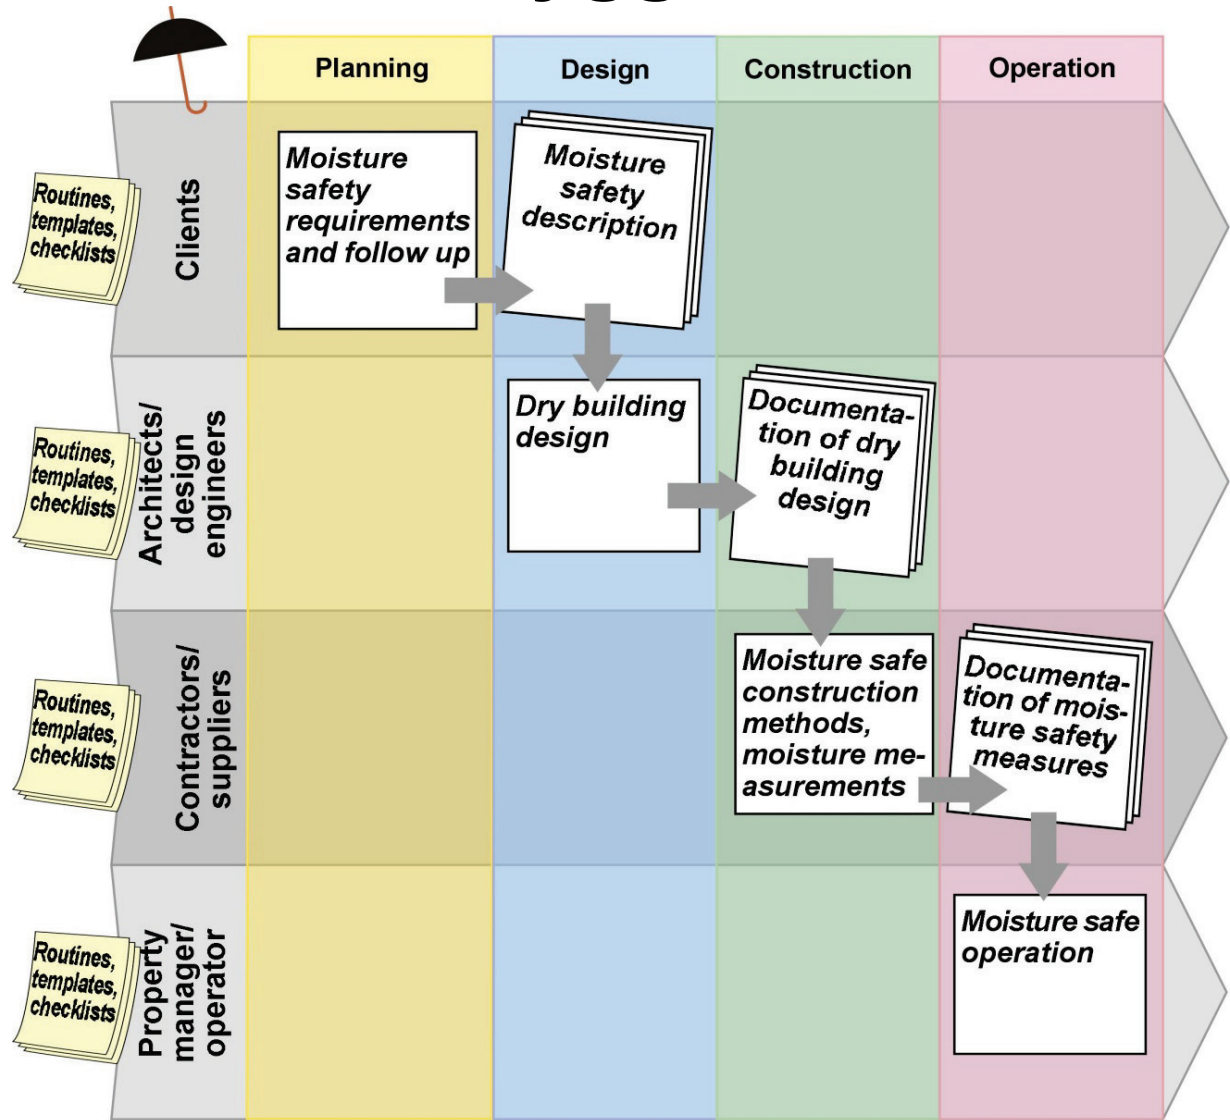 Planning
Design
Construction
Operation
Routines,
templates,
checklists
Clients
Moisture
safety
requirements
and follow up
Moisture
safety
description
Routines,
templates,
checklists
Architects/
design
engineers
Dry building
design
Documenta-
tion of dry
building
design
Routines,
templates,
checklists
Contractors/
suppliers
Moisture safe
construction
methods,
moisture me-
asurements
Documenta-
tion of mois-
ture safety
measures
Routines,
templates,
checklists
Property
manager/
operator
Moisture safe
operation